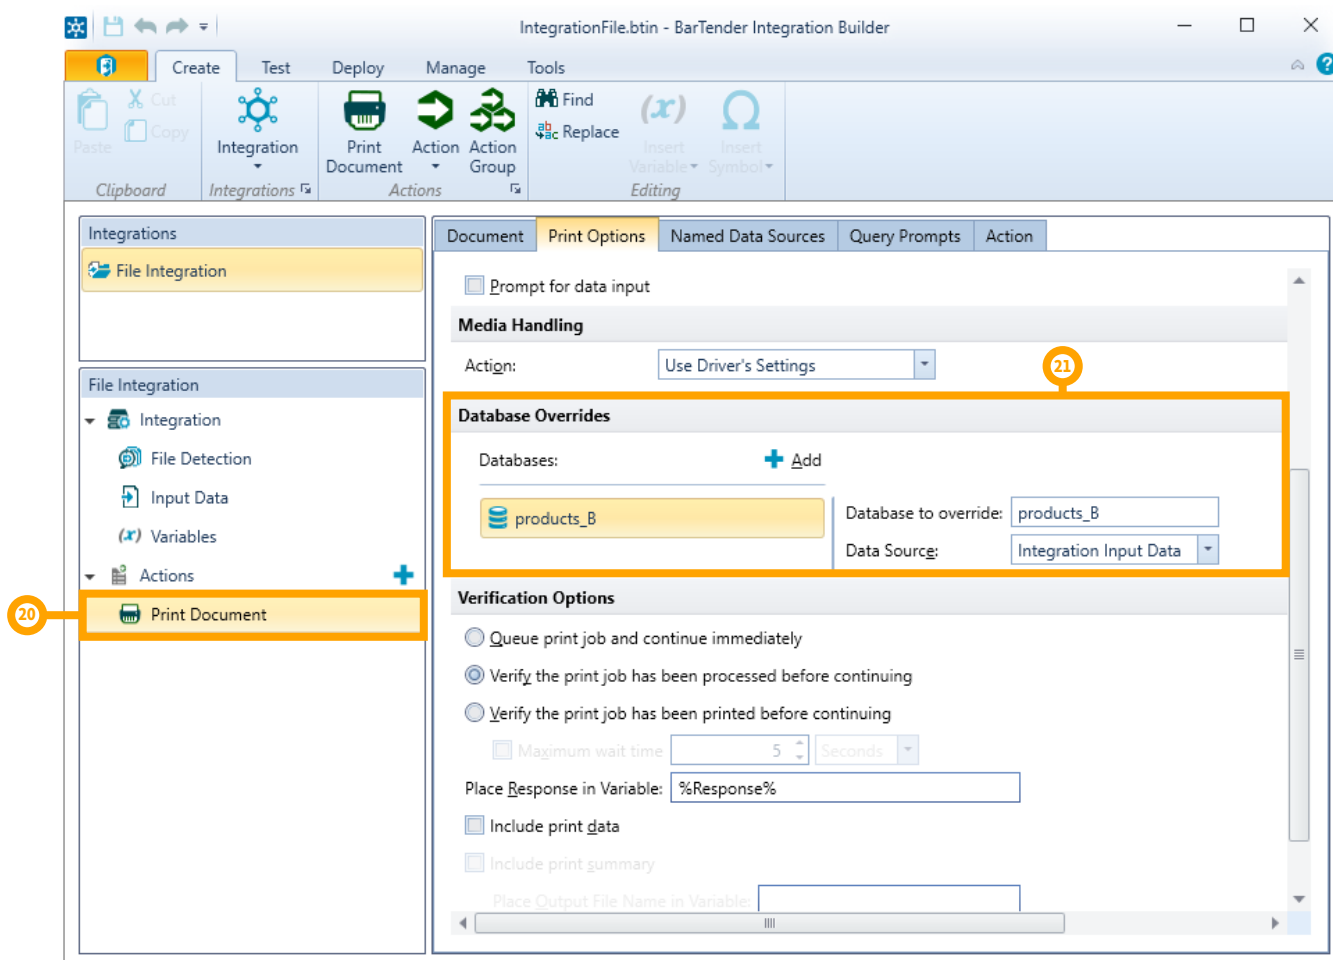 IntegrationFile.btin - BarTender Integration Builder
Create Test Deploy Manage Tools
Paste
Cut
Copy
Clipboard
Integration
Integrations
Print Document
Action
Action Group
Actions
Find
Replace
Insert Variable
Insert Symbol
Editing
Integrations
File Integration
File Integration
Integration
File Detection
Input Data
(x) Variables
Actions
20
Print Document
Document Print Options Named Data Sources Query Prompts Action
Prompt for data input
Media Handling
Action: Use Driver's Settings
21
Database Overrides
Databases: Add
products_B
Database to override: products_B
Data Source: Integration Input Data
Verification Options
Queue print job and continue immediately
Verify the print job has been processed before continuing
Verify the print job has been printed before continuing
Maximum wait time 5 Seconds
Place Response in Variable: %Response%
Include print data
Include print summary
Place Output File Name in Variable: